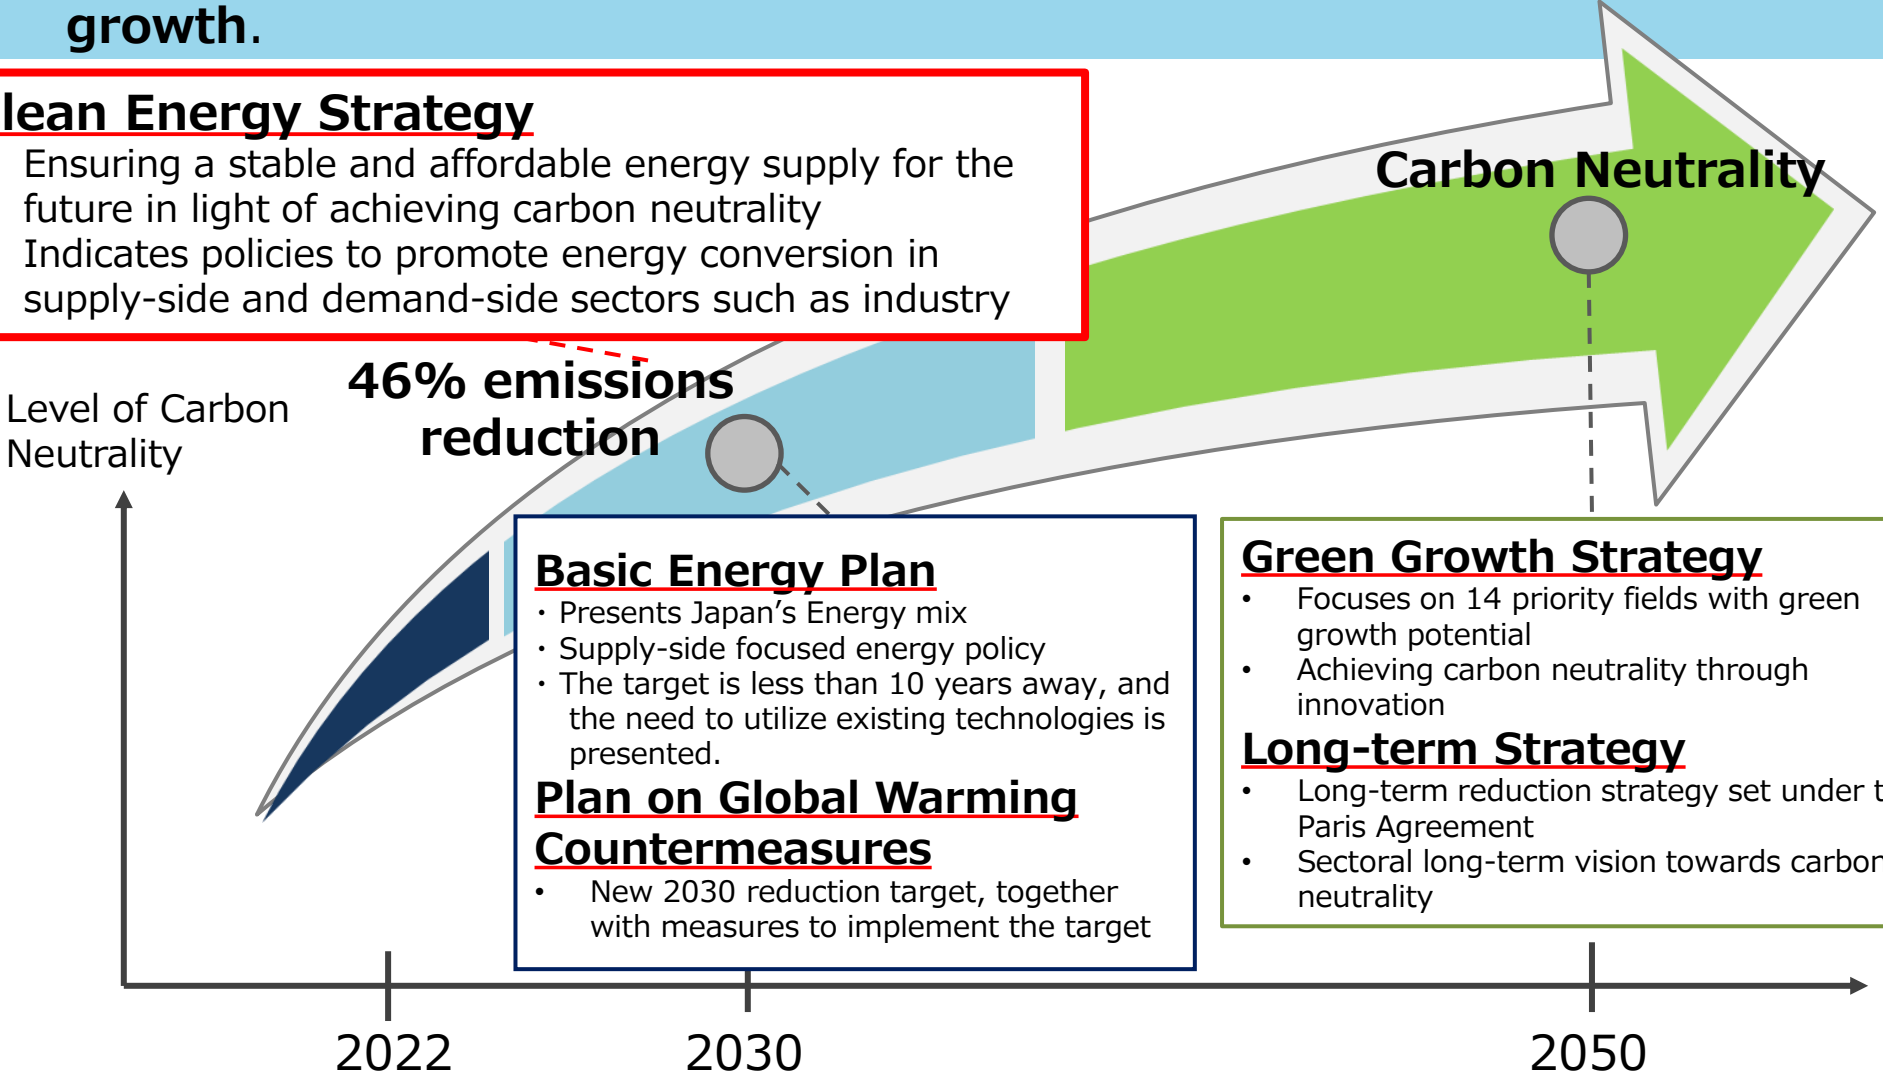 growth.
lean Energy Strategy
Ensuring a stable and affordable energy supply for the
future in light of achieving carbon neutrality
Indicates policies to promote energy conversion in
supply-side and demand-side sectors such as industry
Carbon Neutrality
46% emissions
reduction
Level of Carbon
Neutrality
Basic Energy Plan
・Presents Japan’s Energy mix
・Supply-side focused energy policy
・The target is less than 10 years away, and
the need to utilize existing technologies is
presented.
Plan on Global Warming
Countermeasures
• New 2030 reduction target, together
with measures to implement the target
Green Growth Strategy
• Focuses on 14 priority fields with green
growth potential
• Achieving carbon neutrality through
innovation
Long-term Strategy
• Long-term reduction strategy set under t
Paris Agreement
• Sectoral long-term vision towards carbon
neutrality
2022
2030
2050